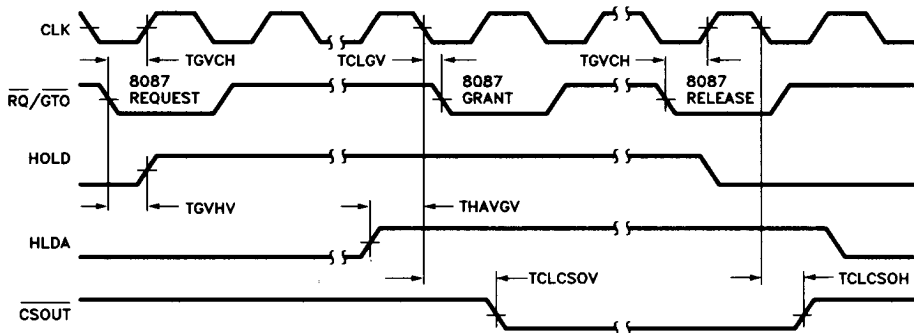 CLK
TGVCH
TCLGV
TGVCH
8087
REQUEST
8087
GRANT
8087
RELEASE
RQ/GTO
HOLD
TGVHV
THAVGV
HLDA
TCLCSOV
TCLCSOH
CSOUT